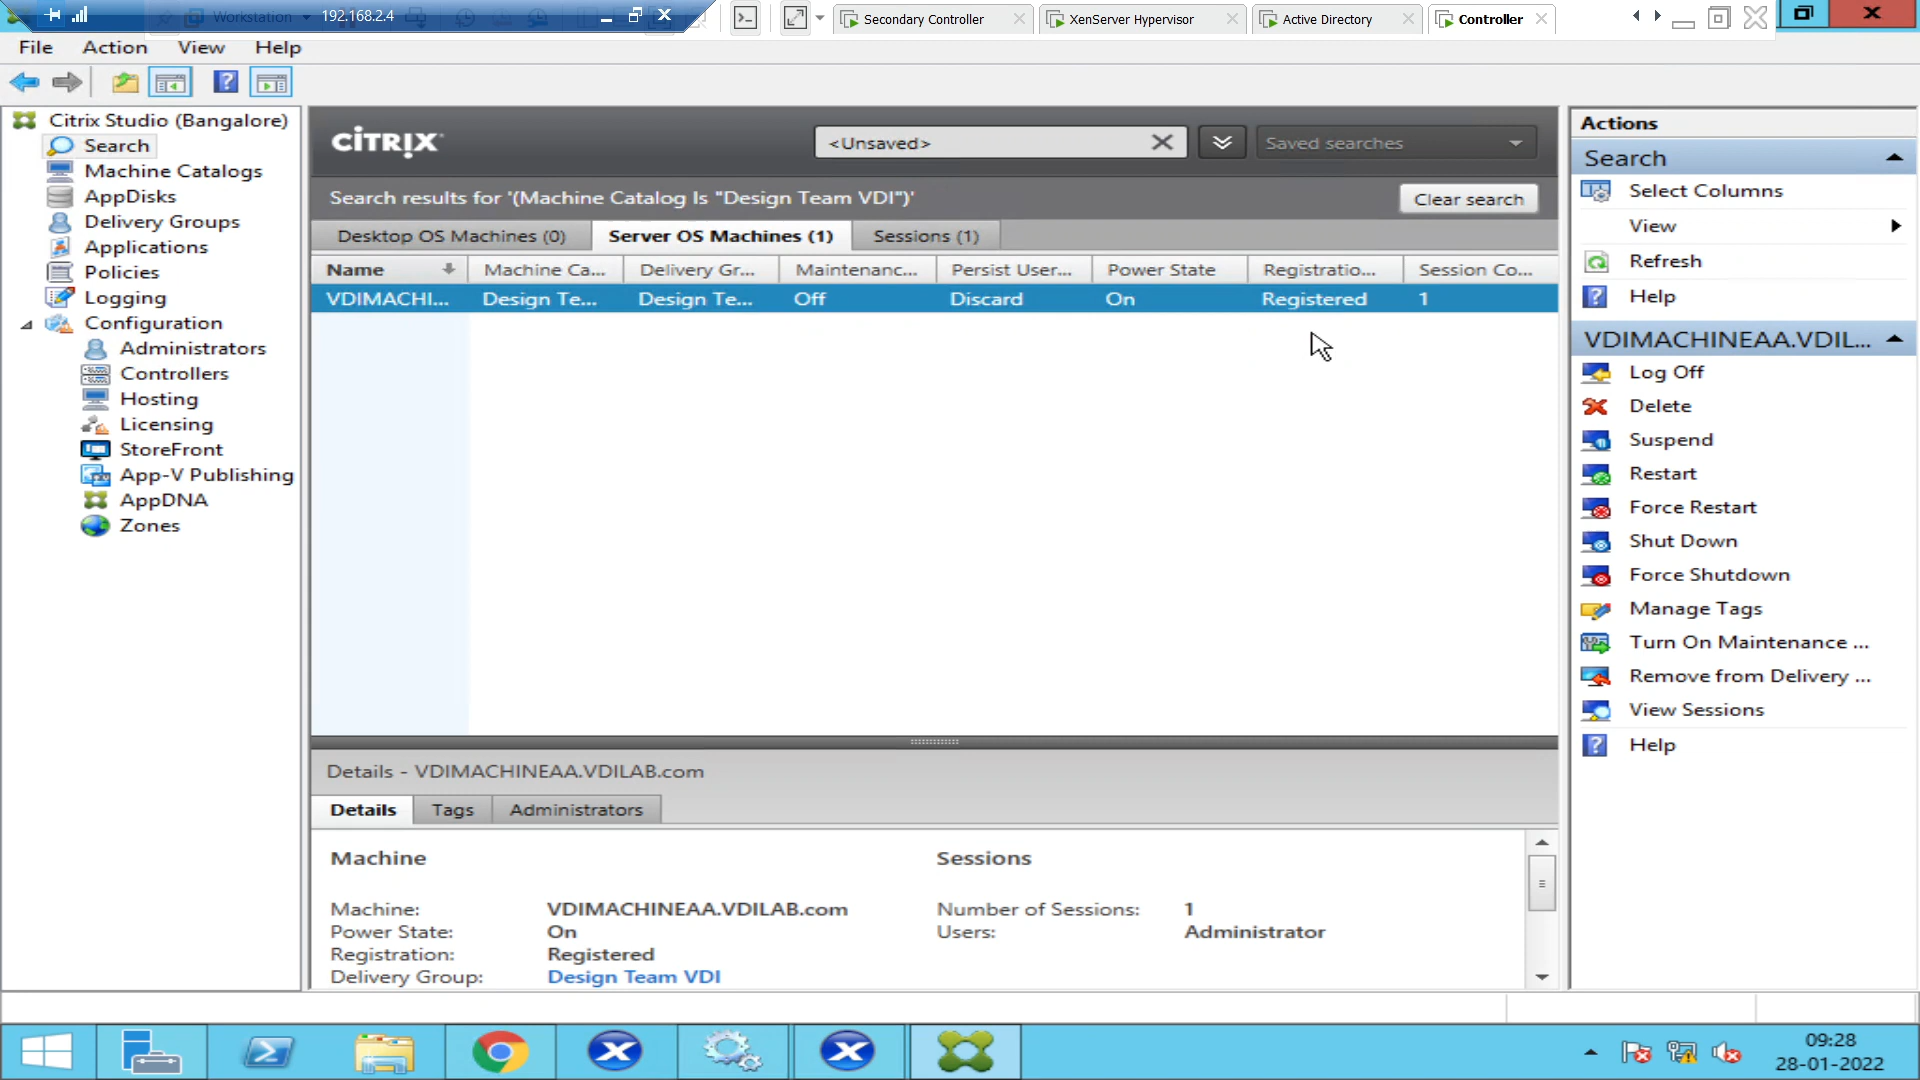 Workstation
192.168.2.4
Secondary Controller
XenServer Hypervisor
Active Directory
Controller
File Action View Help
Citrix Studio (Bangalore)
Search
Machine Catalogs
AppDisks
Delivery Groups
Applications
Policies
Logging
Configuration
Administrators
Controllers
Hosting
Licensing
StoreFront
App-V Publishing
AppDNA
Zones
CITRIX
<Unsaved>
Saved searches
Search results for '(Machine Catalog Is "Design Team VDI")'
Clear search
Desktop OS Machines (0) Server OS Machines (1) Sessions (1)
Name Machine Ca... Delivery Gr... Maintenanc... Persist User... Power State Registratio... Session Co...
VDIMACHI... Design Te... Design Te... Off Discard On Registered 1
Details - VDIMACHINEAA.VDILAB.com
Details Tags Administrators
Machine
Machine: VDIMACHINEAA.VDILAB.com
Power State: On
Registration: Registered
Delivery Group: Design Team VDI
Sessions
Number of Sessions: 1
Users: Administrator
Actions
Search
Select Columns
View
Refresh
Help
VDIMACHINEAA.VDIL...
Log Off
Delete
Suspend
Restart
Force Restart
Shut Down
Force Shutdown
Manage Tags
Turn On Maintenance ...
Remove from Delivery ...
View Sessions
Help
09:28
28-01-2022